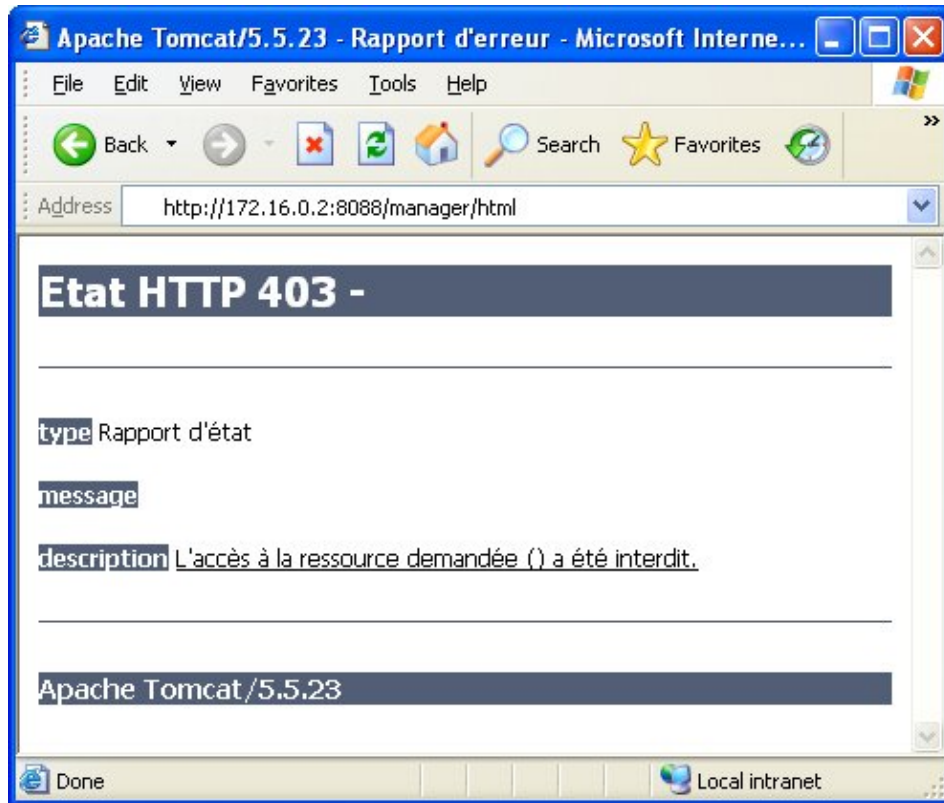 Apache Tomcat/5.5.23 - Rapport d'erreur - Microsoft Interne...
File Edit View Favorites Tools Help
Back Search Favorites »
Address http://172.16.0.2:8088/manager/html
Etat HTTP 403 -
type Rapport d'état
message
description L'accès à la ressource demandée () a été interdit.
Apache Tomcat/5.5.23
Done Local intranet